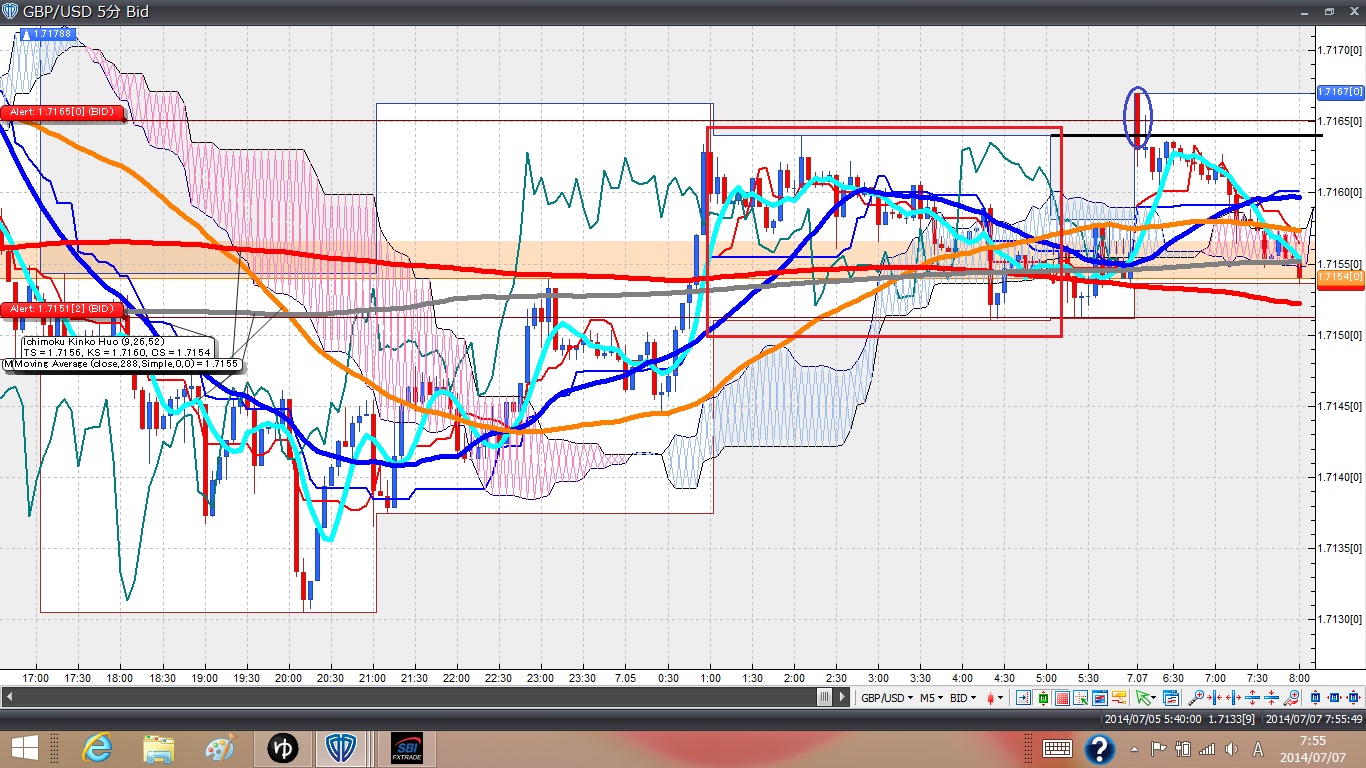 GBP/USD 5分 Bid
1.71788
1.7170[0]
1.7167[0]
Alert: 1.7165[0] (BID)
1.7165[0]
1.7160[0]
1.7155[0]
1.7154[0]
Alert: 1.7151[2] (BID)
1.7150[0]
Ichimoku Kinko Huo (9,26,52)
TS = 1.7156, KS = 1.7160, CS = 1.7154
Moving Average (close,288,Simple,0,0) = 1.7155
1.7145[0]
1.7140[0]
1.7135[0]
1.7130[0]
17:00 17:30 18:00 18:30 19:00 19:30 20:00 20:30 21:00 21:30 22:00 22:30 23:00 23:30 7.05 0:30 1:00 1:30 2:00 2:30 3:00 3:30 4:00 4:30 5:00 5:30 7.07 6:30 7:00 7:30 8:00
GBP/USD M5 BID
2014/07/05 5:40:00 1.7133[9] 2014/07/07 7:55:49
ゆ
SBI
FXTRADE
A
7:55
2014/07/07